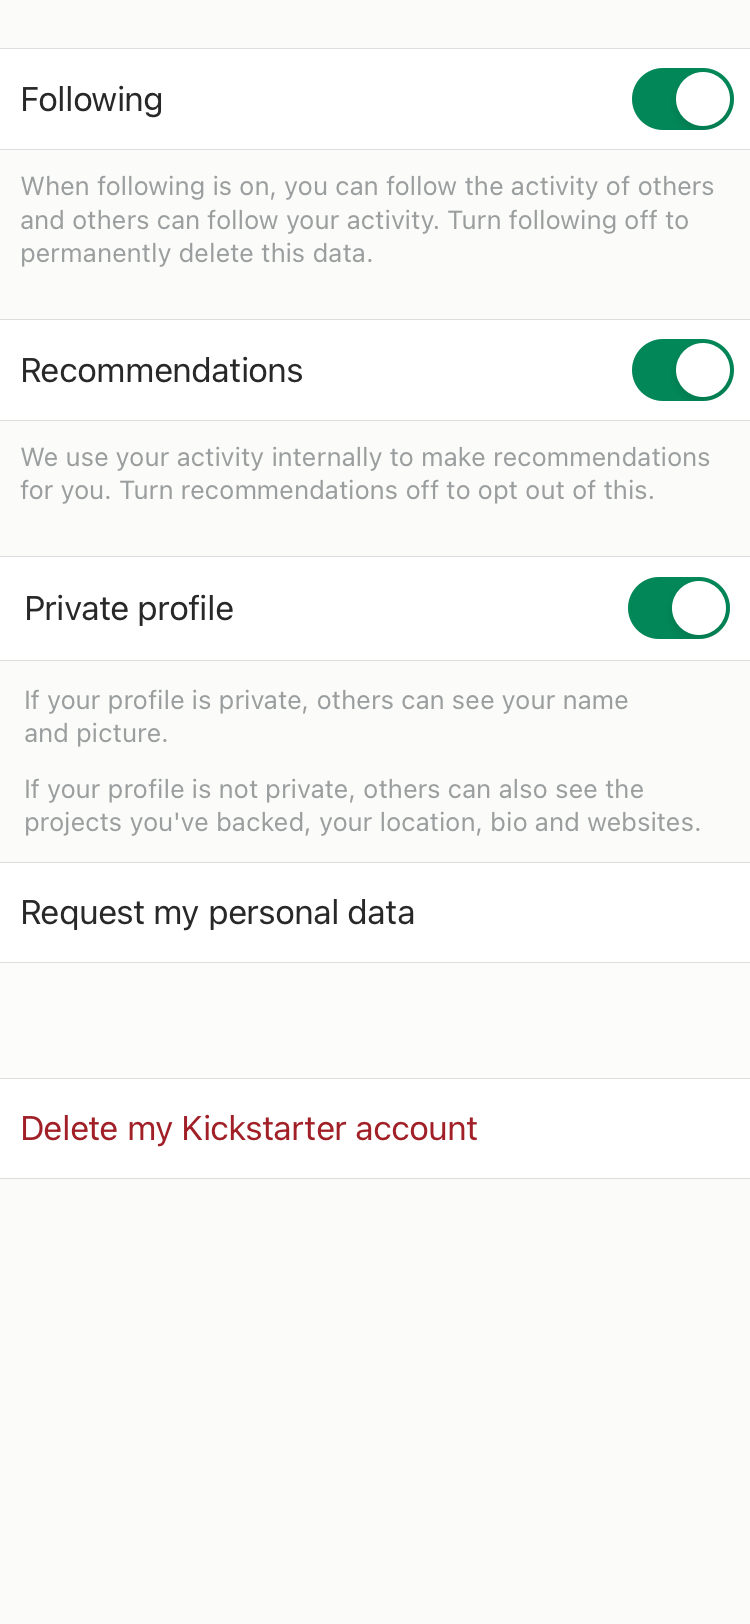 Following
When following is on, you can follow the activity of others
and others can follow your activity. Turn following off to
permanently delete this data.
Recommendations
We use your activity internally to make recommendations
for you. Turn recommendations off to opt out of this.
Private profile
If your profile is private, others can see your name
and picture.
If your profile is not private, others can also see the
projects you've backed, your location, bio and websites.
Request my personal data
Delete my Kickstarter account